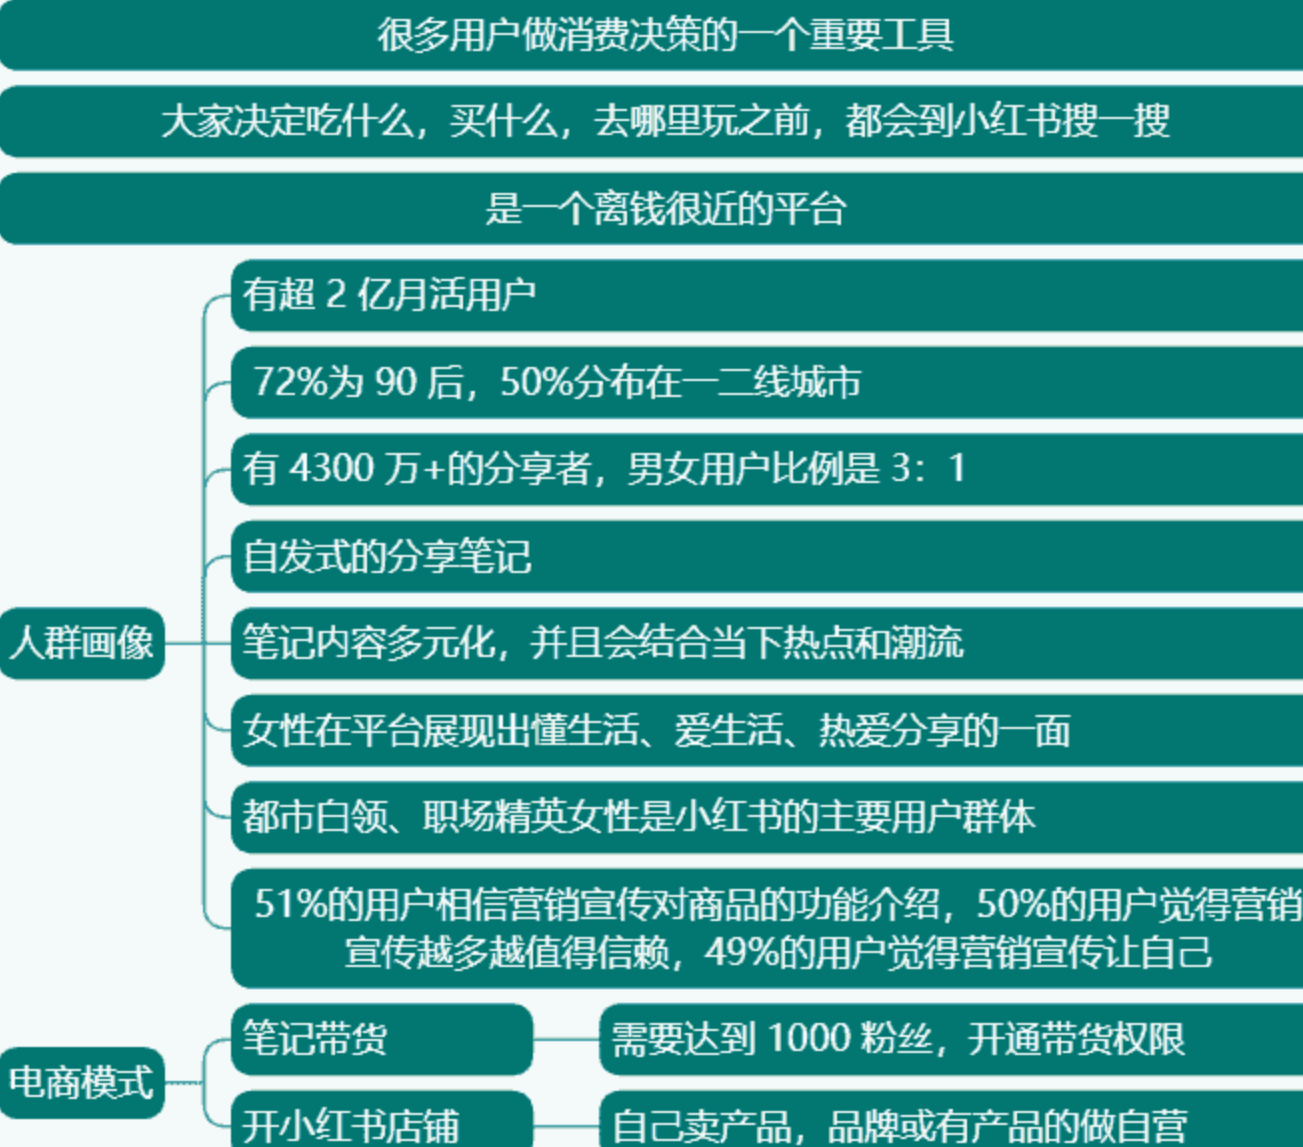 很多用户做消费决策的一个重要工具
大家决定吃什么，买什么，去哪里玩之前，都会到小红书搜一搜
是一个离钱很近的平台
人群画像
有超 2 亿月活用户
72%为 90 后，50%分布在一二线城市
有 4300 万+的分享者，男女用户比例是 3：1
自发式的分享笔记
笔记内容多元化，并且会结合当下热点和潮流
女性在平台展现出懂生活、爱生活、热爱分享的一面
都市白领、职场精英女性是小红书的主要用户群体
51%的用户相信营销宣传对商品的功能介绍，50%的用户觉得营销
宣传越多越值得信赖，49%的用户觉得营销宣传让自己
电商模式
笔记带货
需要达到 1000 粉丝，开通带货权限
开小红书店铺
自己卖产品，品牌或有产品的做自营